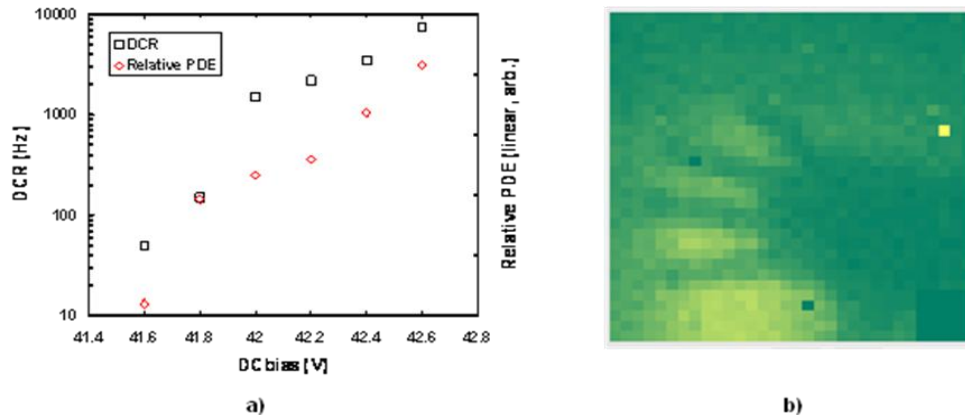 10000
1000
100
10
DCR [Hz]
DCR
Relative PDE
Relative PDE [linear, arb.]
41.4 41.6 41.8 42 42.2 42.4 42.6 42.8
DC bias [V]
a)
b)